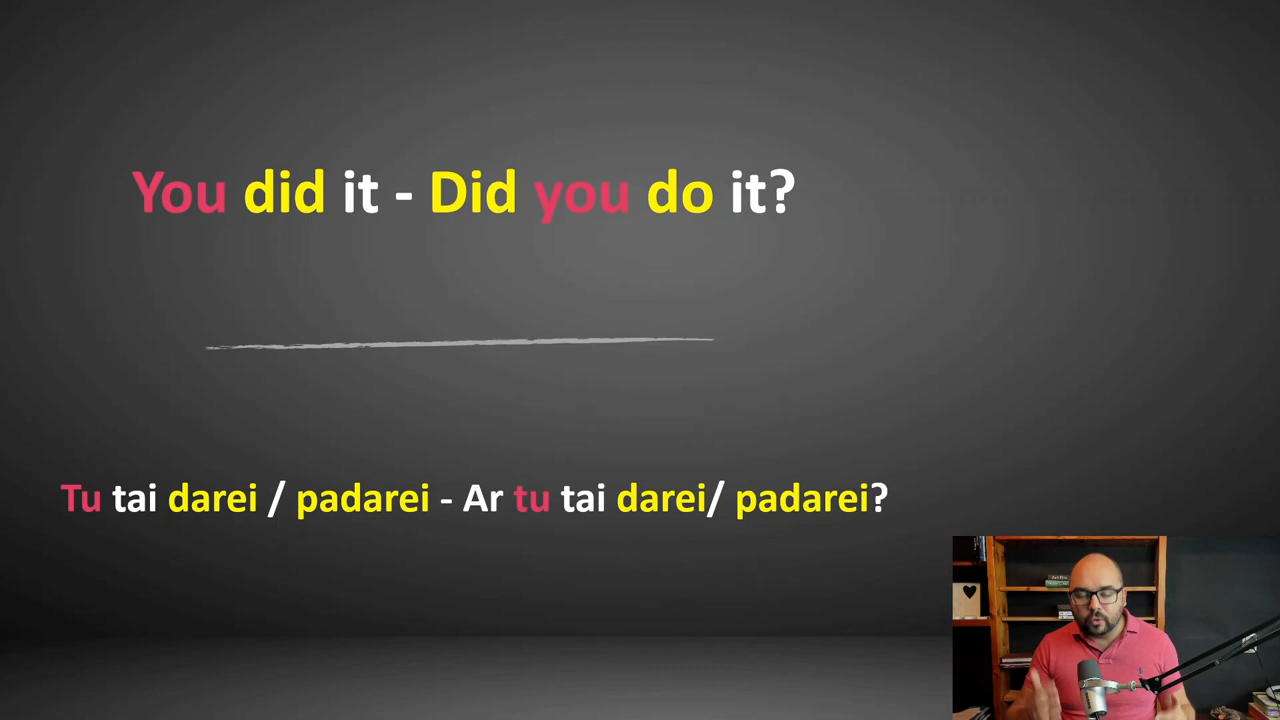 You did it - Did you do it?
Tu tai darei / padarei - Ar tu tai darei/ padarei?